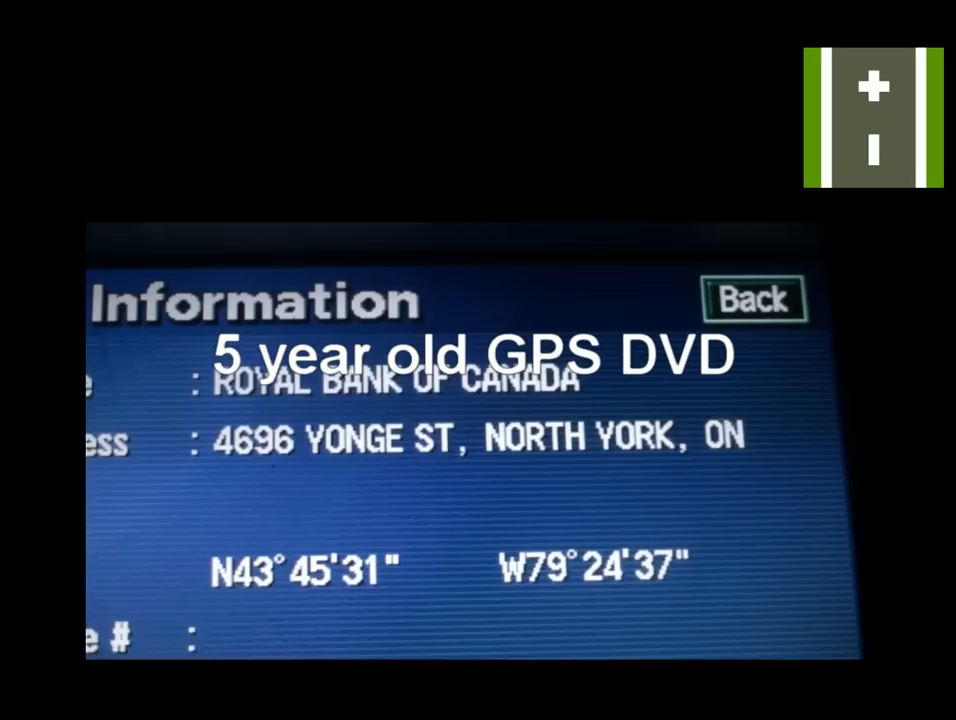 Information
Back
5 year old GPS DVD
e : ROYAL BANK OF CANADA
ess : 4696 YONGE ST, NORTH YORK, ON
N43°45'31" W79°24'37"
e # :